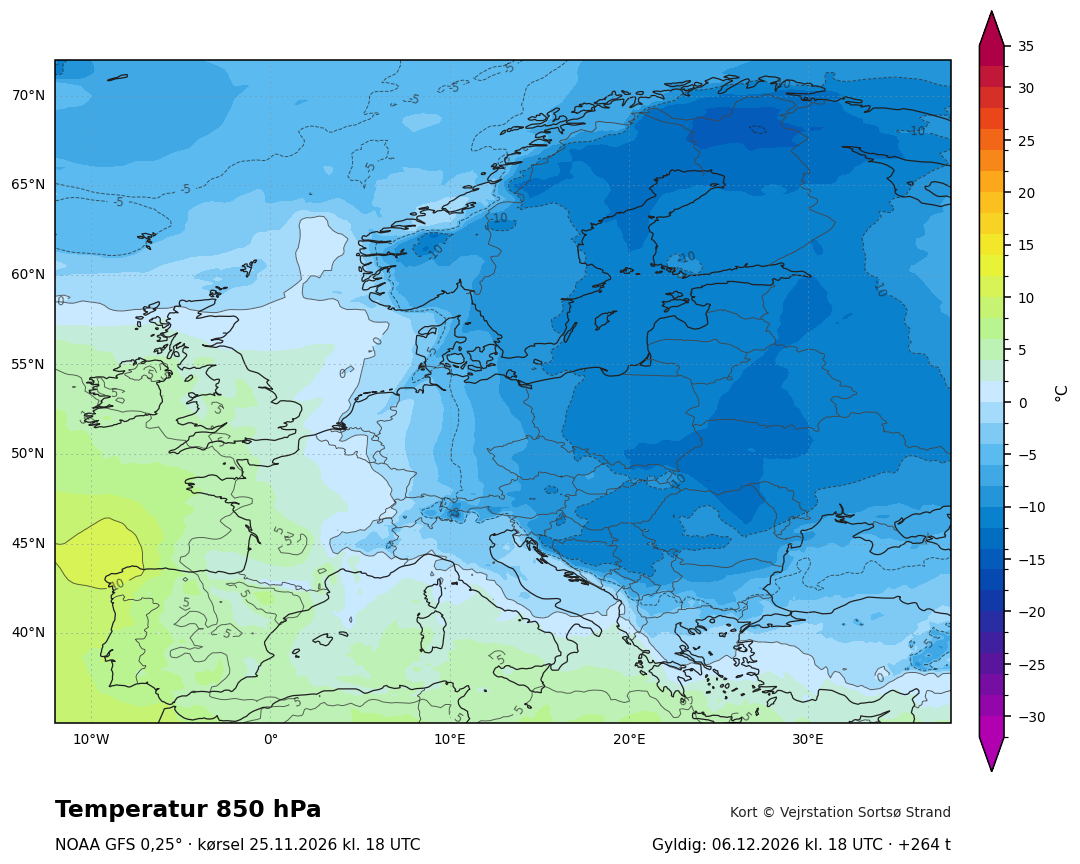 70°N
65°N
60°N
55°N
50°N
45°N
40°N
10°W
0°
10°E
20°E
30°E
35
30
25
20
15
10
5
0
−5
−10
−15
−20
−25
−30
°C
Temperatur 850 hPa
Kort © Vejrstation Sortsø Strand
NOAA GFS 0,25° · kørsel 25.11.2026 kl. 18 UTC
Gyldig: 06.12.2026 kl. 18 UTC · +264 t